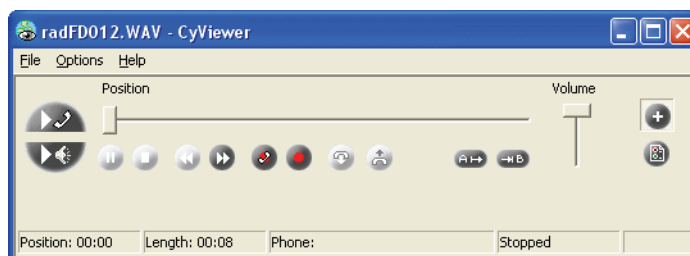 radFD012.WAV - CyViewer
File Options Help
Position Volume
A B
Position: 00:00 Length: 00:08 Phone: Stopped